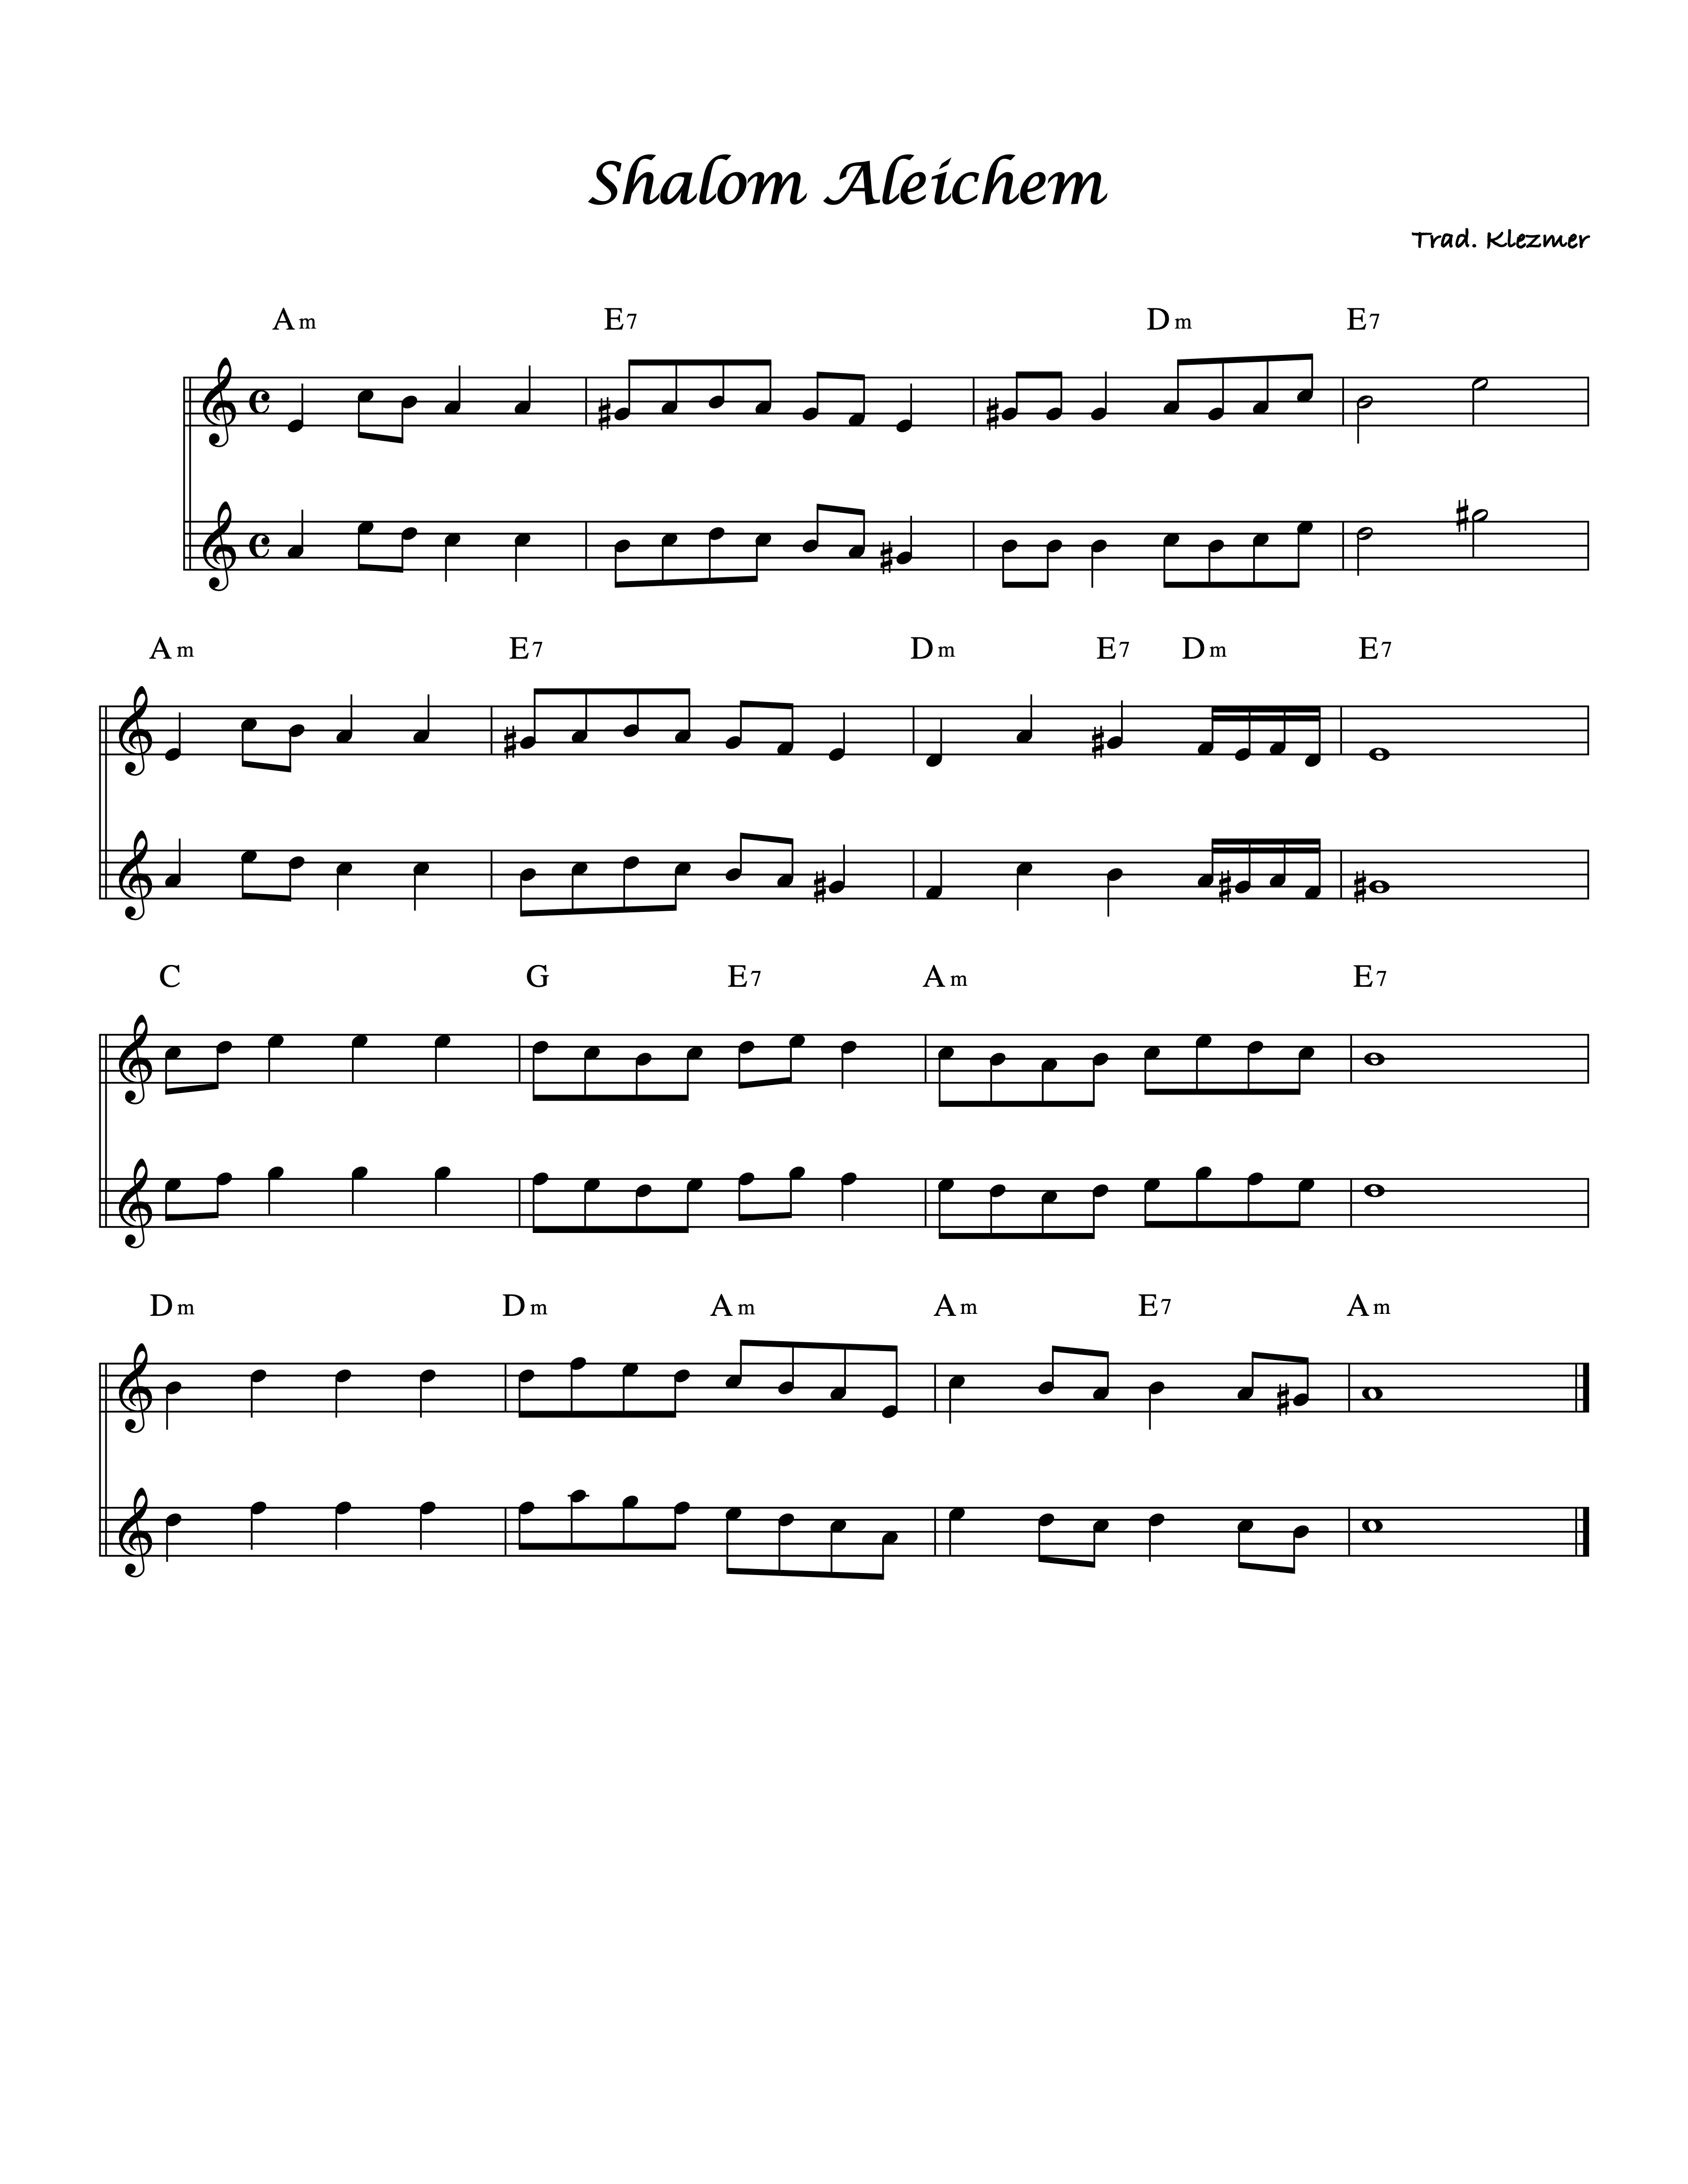 Shalom Aleichem
Trad. Klezmer
Am E7 Dm E7
Am E7 Dm E7 Dm E7
C G E7 Am E7
Dm Dm Am Am E7 Am